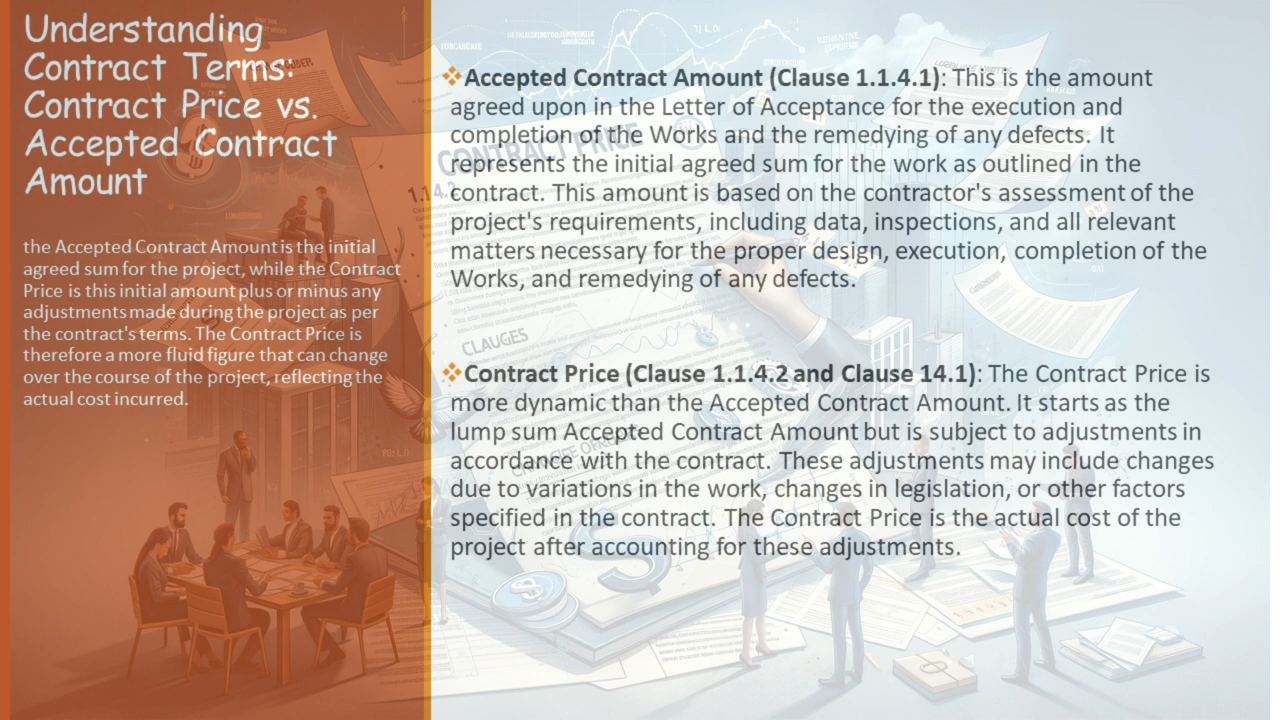 Understanding
Contract Terms:
Contract Price vs.
Accepted Contract
Amount
the Accepted Contract Amount is the initial
agreed sum for the project, while the Contract
Price is this initial amount plus or minus any
adjustments made during the project as per
the contract's terms. The Contract Price is
therefore a more fluid figure that can change
over the course of the project, reflecting the
actual cost incurred.
❖Accepted Contract Amount (Clause 1.1.4.1): This is the amount
agreed upon in the Letter of Acceptance for the execution and
completion of the Works and the remedying of any defects. It
represents the initial agreed sum for the work as outlined in the
contract. This amount is based on the contractor's assessment of the
project's requirements, including data, inspections, and all relevant
matters necessary for the proper design, execution, completion of the
Works, and remedying of any defects.
❖Contract Price (Clause 1.1.4.2 and Clause 14.1): The Contract Price is
more dynamic than the Accepted Contract Amount. It starts as the
lump sum Accepted Contract Amount but is subject to adjustments in
accordance with the contract. These adjustments may include changes
due to variations in the work, changes in legislation, or other factors
specified in the contract. The Contract Price is the actual cost of the
project after accounting for these adjustments.
CONTRACT PRICE
CLAUGES